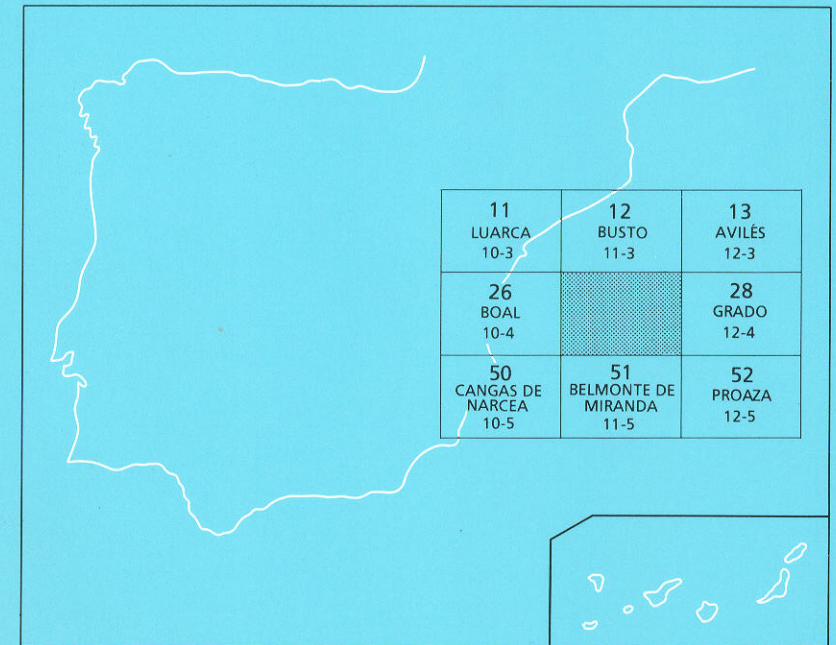 11
LUARCA
10-3
12
BUSTO
11-3
13
AVILÉS
12-3
26
BOAL
10-4
28
GRADO
12-4
50
CANGAS DE
NARCEA
10-5
51
BELMONTE DE
MIRANDA
11-5
52
PROAZA
12-5